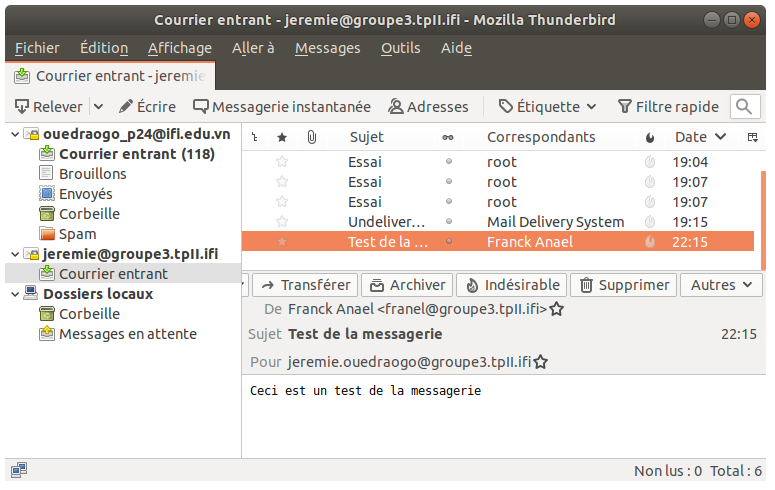 Courrier entrant - jeremie@groupe3.tpII.ifi - Mozilla Thunderbird
Fichier Édition Affichage Aller à Messages Outils Aide
Courrier entrant - jeremie
Relever Écrire Messagerie instantanée Adresses Étiquette Filtre rapide
ouedraogo_p24@ifi.edu.vn
Courrier entrant (118)
Brouillons
Envoyés
Corbeille
Spam
jeremie@groupe3.tpII.ifi
Courrier entrant
Dossiers locaux
Corbeille
Messages en attente
Sujet Correspondants Date
Essai root 19:04
Essai root 19:07
Essai root 19:07
Undeliver… Mail Delivery System 19:15
Test de la … Franck Anael 22:15
Transférer Archiver Indésirable Supprimer Autres
De Franck Anael <franel@groupe3.tpII.ifi>
Sujet Test de la messagerie 22:15
Pour jeremie.ouedraogo@groupe3.tpII.ifi
Ceci est un test de la messagerie
Non lus : 0 Total : 6